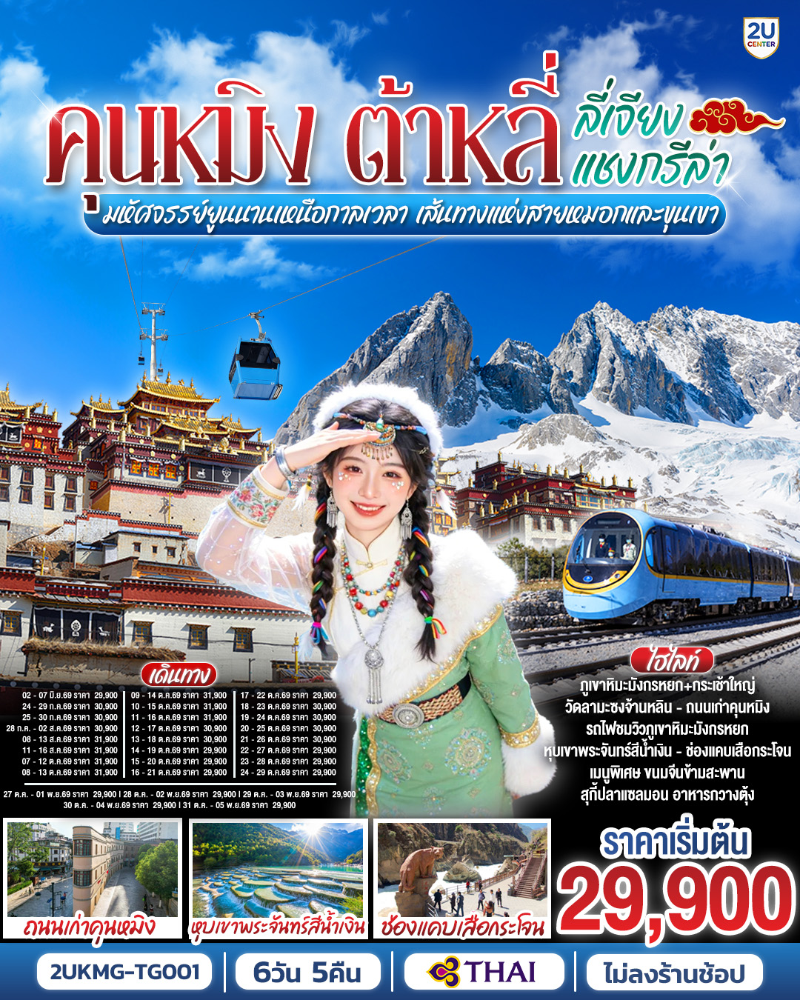 2U
CENTER
คุนหมิง ต้าหลี่
ลี่เจียง
แชงกรีล่า
มหัศจรรย์ยูนนานเหนือกาลเวลา เส้นทางแห่งสายหมอกและขุนเขา
เดินทาง
02 - 07 มิ.ย.69 ราคา 29,900
24 - 29 ก.ค.69 ราคา 30,900
25 - 30 ก.ค.69 ราคา 30,900
28 ก.ค. - 02 ส.ค.69 ราคา 30,900
08 - 13 ส.ค.69 ราคา 31,900
11 - 16 ส.ค.69 ราคา 31,900
07 - 12 ต.ค.69 ราคา 31,900
08 - 13 ต.ค.69 ราคา 31,900
09 - 14 ต.ค.69 ราคา 31,900
10 - 15 ต.ค.69 ราคา 31,900
11 - 16 ต.ค.69 ราคา 31,900
12 - 17 ต.ค.69 ราคา 30,900
13 - 18 ต.ค.69 ราคา 30,900
14 - 19 ต.ค.69 ราคา 29,900
15 - 20 ต.ค.69 ราคา 29,900
16 - 21 ต.ค.69 ราคา 29,900
17 - 22 ต.ค.69 ราคา 29,900
18 - 23 ต.ค.69 ราคา 30,900
19 - 24 ต.ค.69 ราคา 30,900
20 - 25 ต.ค.69 ราคา 30,900
21 - 26 ต.ค.69 ราคา 30,900
22 - 27 ต.ค.69 ราคา 29,900
23 - 28 ต.ค.69 ราคา 29,900
24 - 29 ต.ค.69 ราคา 29,900
27 ต.ค. - 01 พ.ย.69 ราคา 29,900 | 28 ต.ค. - 02 พ.ย.69 ราคา 29,900 | 29 ต.ค. - 03 พ.ย.69 ราคา 29,900
30 ต.ค. - 04 พ.ย.69 ราคา 29,900 | 31 ต.ค. - 05 พ.ย.69 ราคา 29,900
ไฮไลท์
ภูเขาหิมะมังกรหยก+กระเช้าใหญ่
วัดลามะซงจ้านหลิน - ถนนเก่าคุนหมิง
รถไฟชมวิวภูเขาหิมะมังกรหยก
หุบเขาพระจันทร์สีน้ำเงิน - ช่องแคบเสือกระโจน
เมนูพิเศษ ขนมจีนข้ามสะพาน
สุกี้ปลาแซลมอน อาหารกวางตุ้ง
ถนนเก่าคุนหมิง
หุบเขาพระจันทร์สีน้ำเงิน
ช่องแคบเสือกระโจน
ราคาเริ่มต้น
29,900
2UKMG-TG001
6วัน 5คืน
THAI
ไม่ลงร้านช้อป